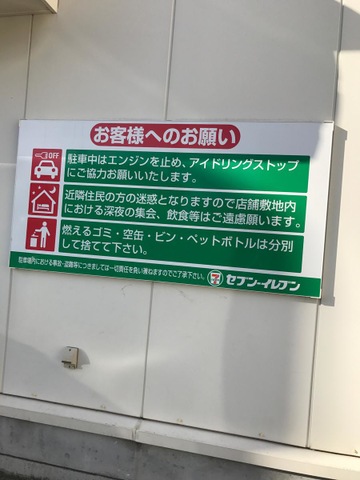 お客様へのお願い
OFF
駐車中はエンジンを止め、アイドリングストップ
にご協力お願いいたします。
近隣住民の方の迷惑となりますので店舗敷地内
における深夜の集会、飲食等はご遠慮願います。
燃えるゴミ・空缶・ビン・ペットボトルは分別
して捨てて下さい。
駐車場内における事故・盗難等につきましては一切責任を負い兼ねますのでご了承下さい。
セブン-イレブン